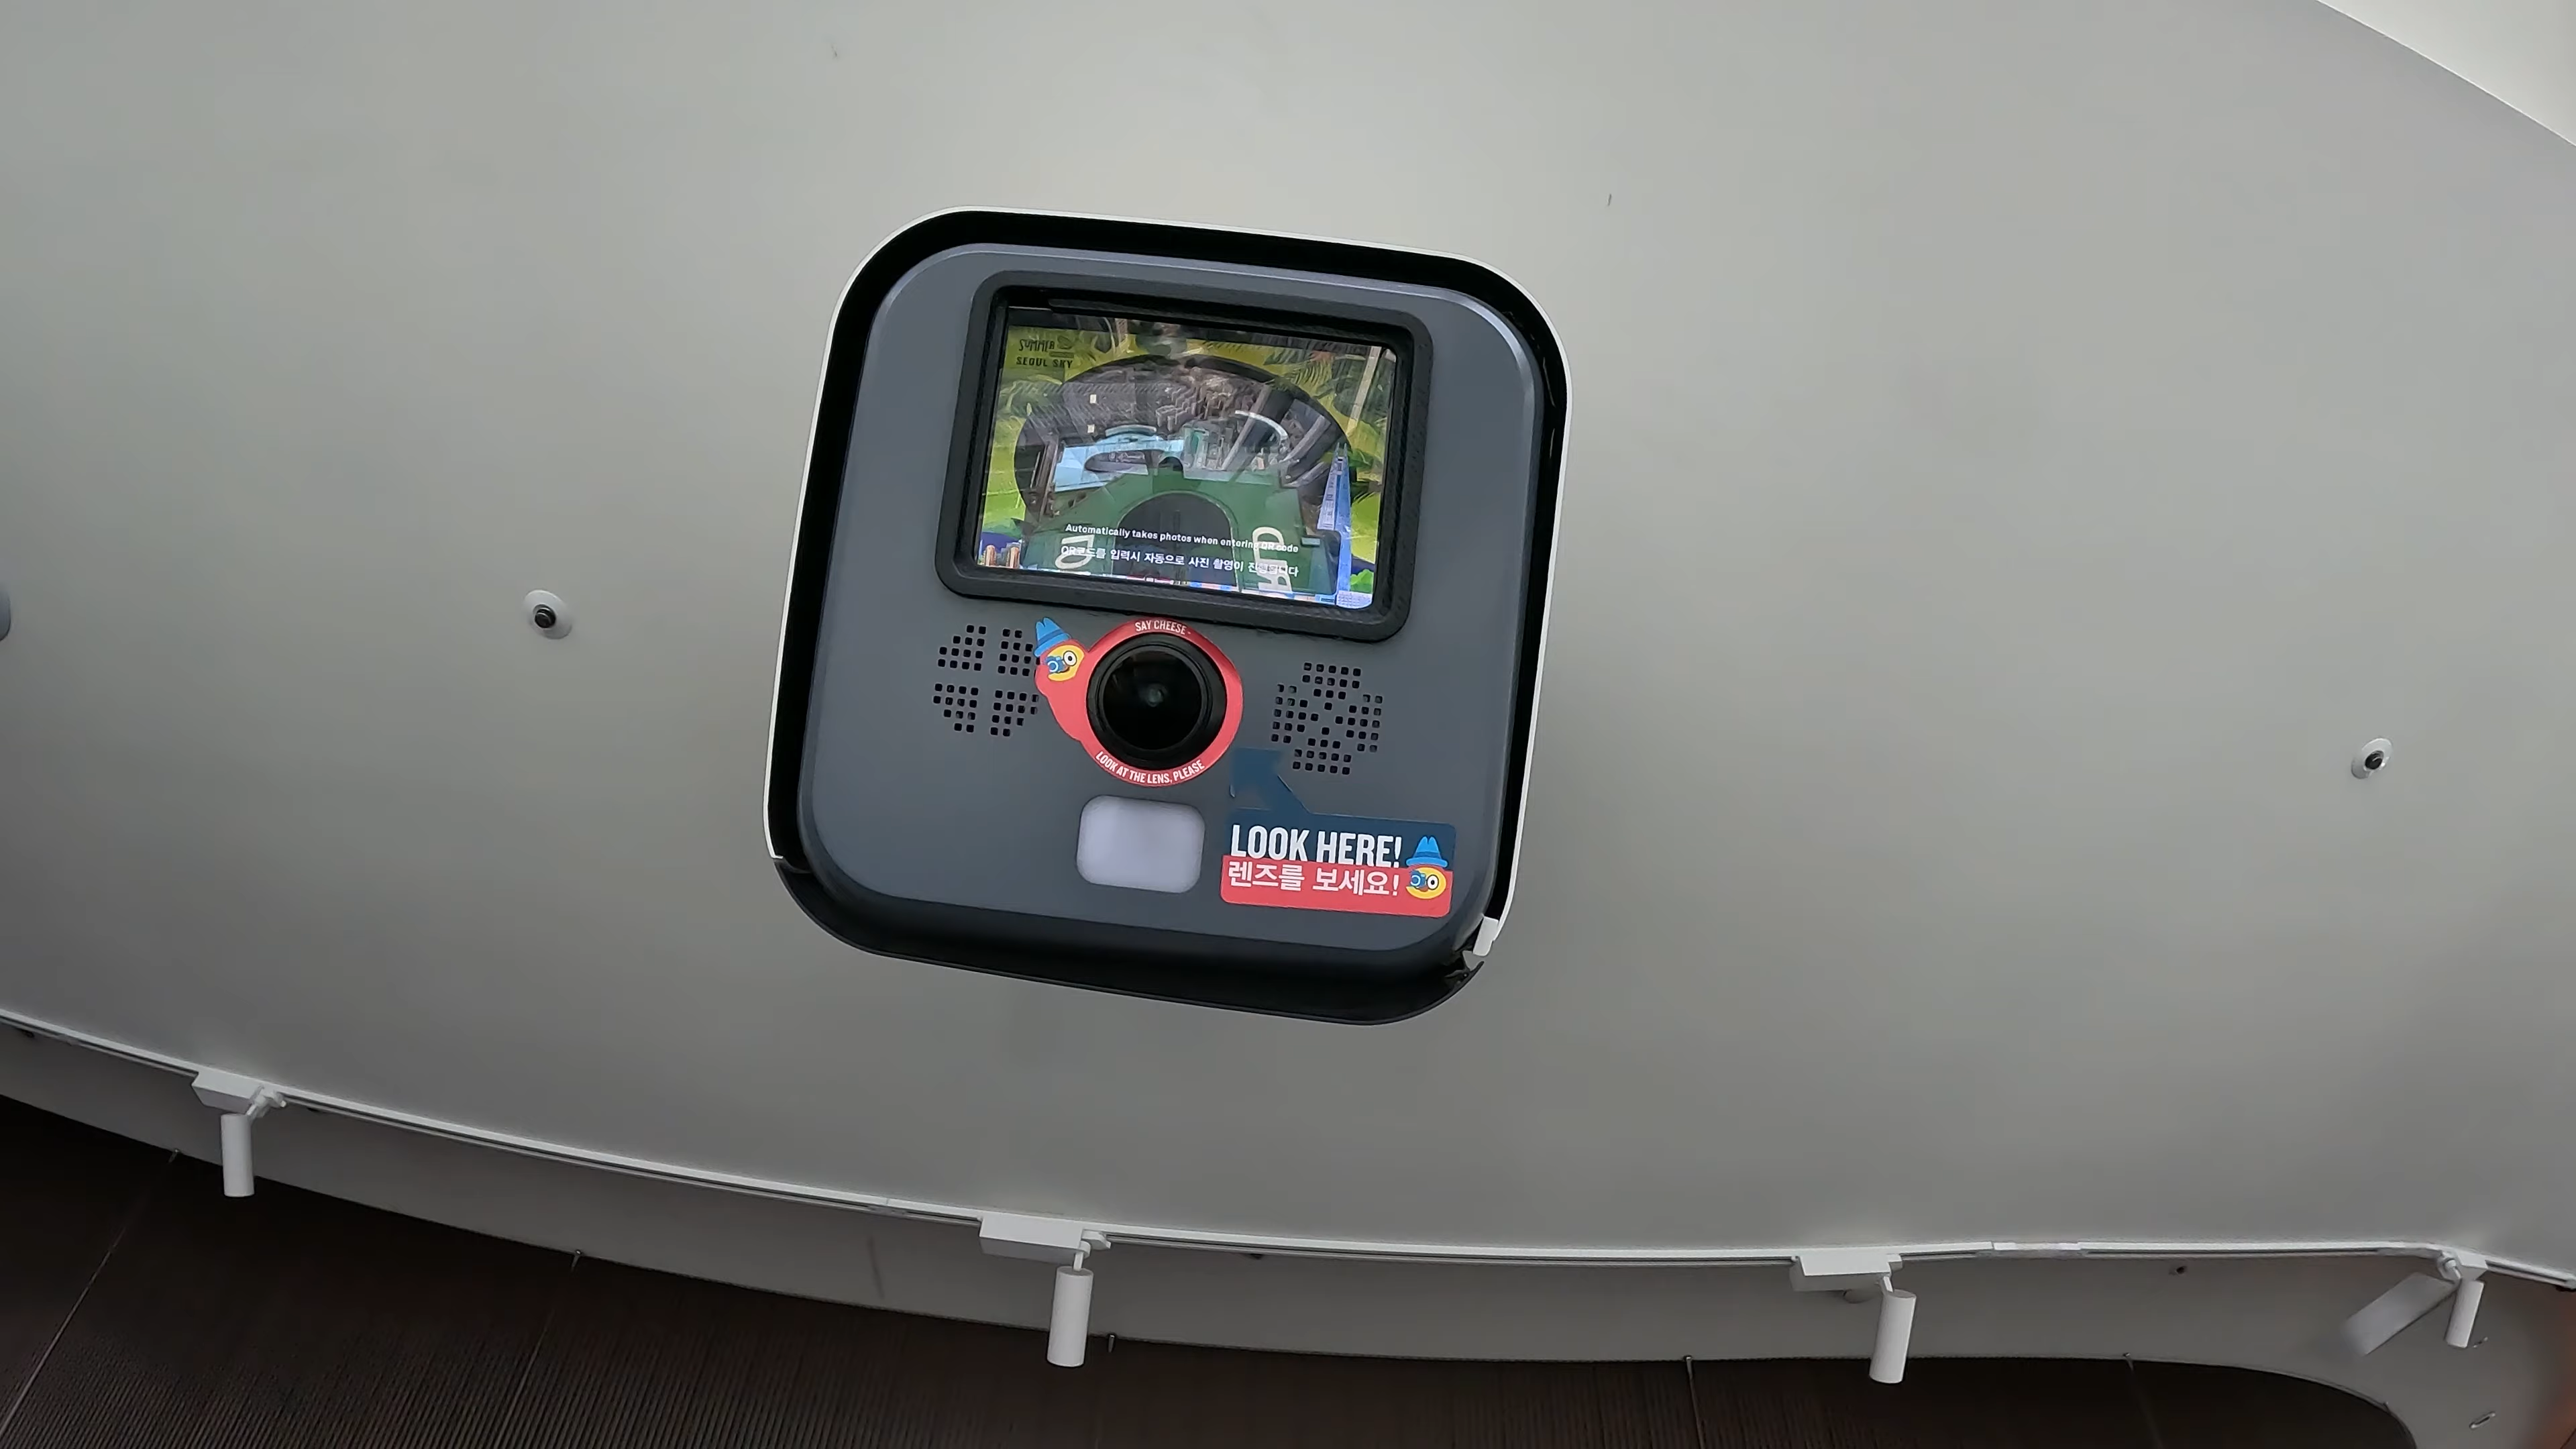 SUMMER
SEOUL SKY
Automatically takes photos when entering QR code
QR코드를 입력시 자동으로 사진 촬영이 진행됩니다
SAY CHEESE~
LOOK AT THE LENS, PLEASE
LOOK HERE!
렌즈를 보세요!